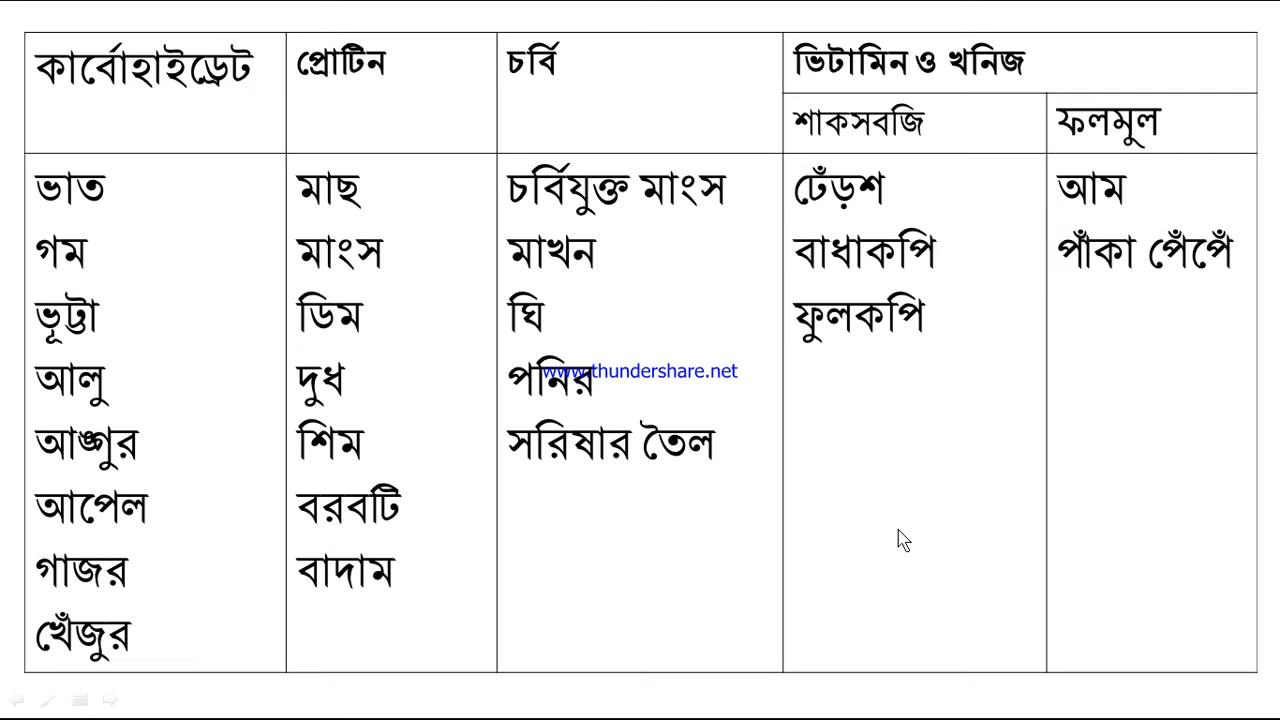 কার্বোহাইড্রেট প্রোটিন চর্বি ভিটামিন ও খনিজ
শাকসবজি ফলমুল
ভাত মাছ চর্বিযুক্ত মাংস ঢেঁড়শ আম
গম মাংস মাখন বাধাকপি পাঁকা পেঁপেঁ
ভূট্টা ডিম ঘি ফুলকপি
আলু দুধ পনির www.thundershare.net
আঙ্গুর শিম সরিষার তৈল
আপেল বরবটি
গাজর বাদাম
খেঁজুর